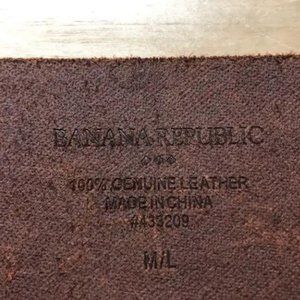 BANANA REPUBLIC
100% GENUINE LEATHER
MADE IN CHINA
#433209
M/L